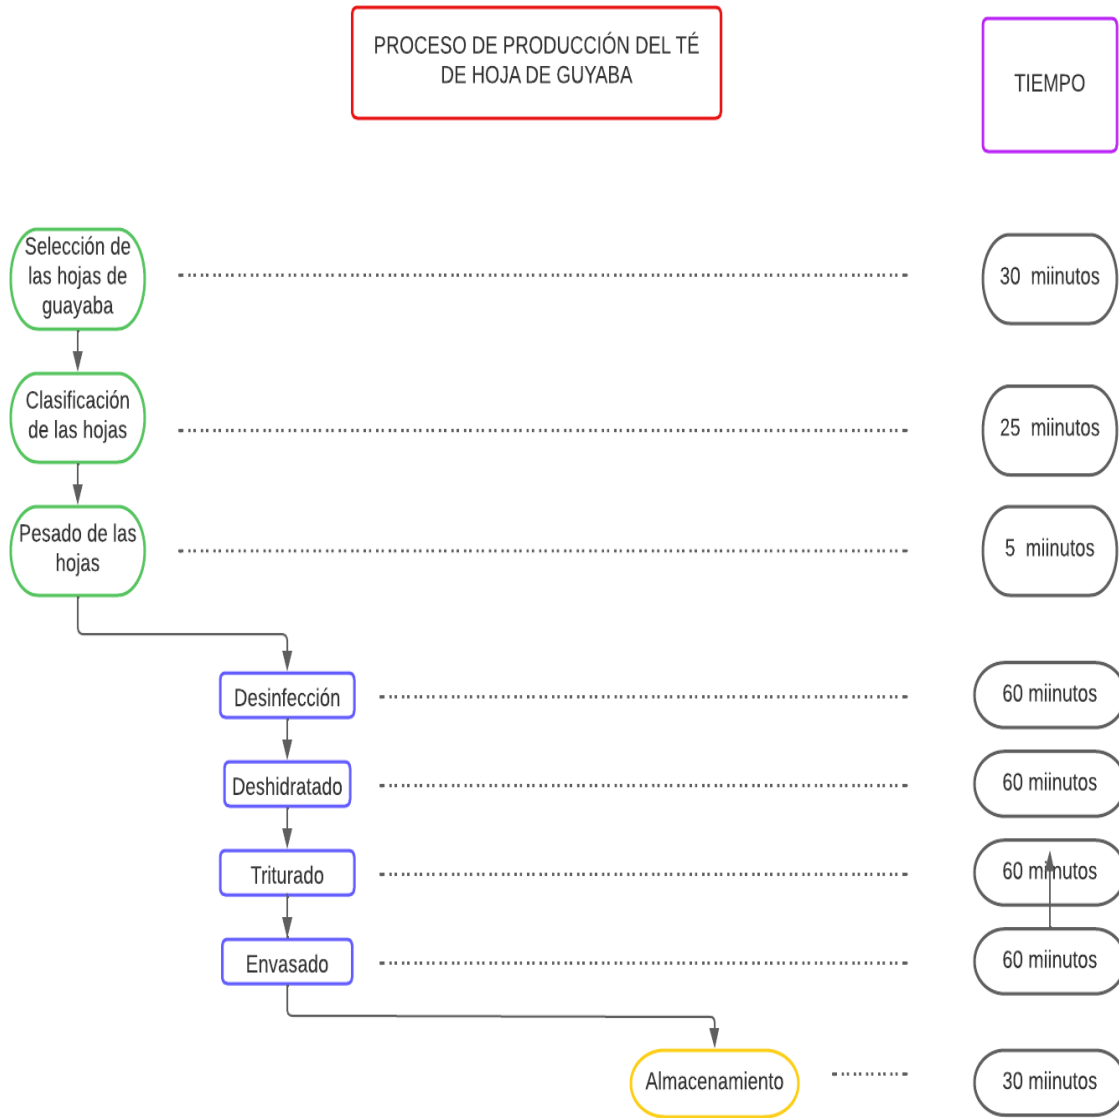 PROCESO DE PRODUCCIÓN DEL TÉ
DE HOJA DE GUYABA
TIEMPO
Selección de
las hojas de
guayaba
30 miinutos
Clasificación
de las hojas
25 miinutos
Pesado de las
hojas
5 miinutos
Desinfección
60 miinutos
Deshidratado
60 miinutos
Triturado
60 miinutos
Envasado
60 miinutos
Almacenamiento
30 miinutos